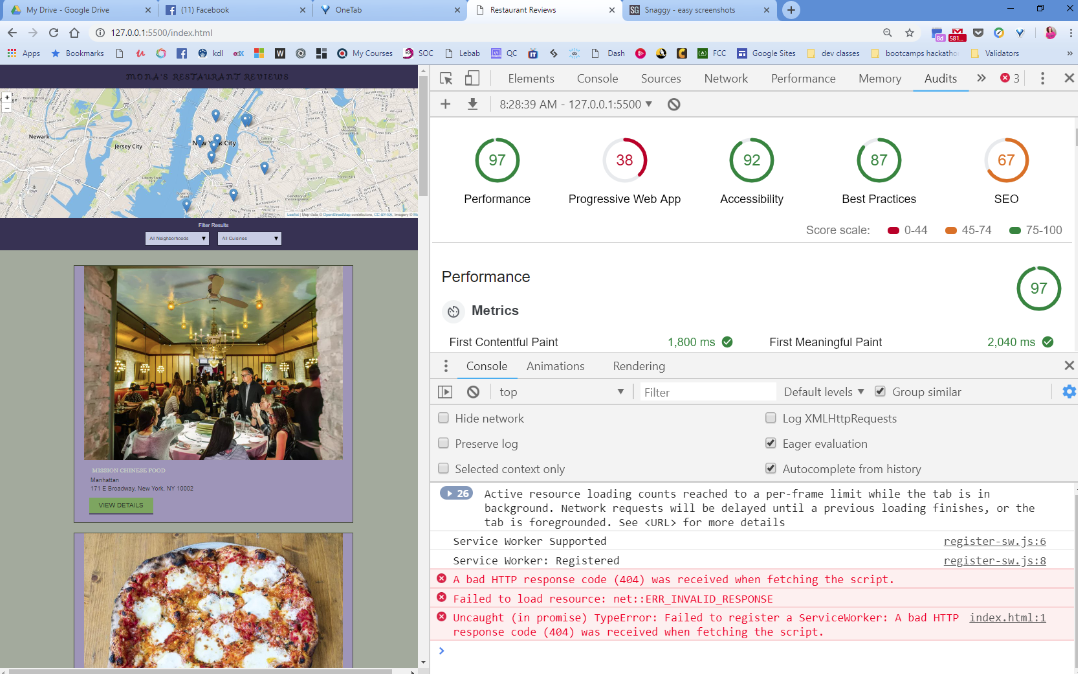 My Drive - Google Drive
(11) Facebook
OneTab
Restaurant Reviews
Snaggy - easy screenshots
127.0.0.1:5500/index.html
Apps Bookmarks kdl My Courses SOC Lebab QC Dash FCC Google Sites dev classes bootcamps hackatho Validators
RESTAURANT REVIEWS
Newark
Jersey City
New York City
Filter Results
All Neighborhoods
All Cuisines
MISSION CHINESE FOOD
Manhattan
171 E Broadway, New York, NY 10002
VIEW DETAILS
Elements Console Sources Network Performance Memory Audits » 3
8:28:39 AM - 127.0.0.1:5500
97 38 92 87 67
Performance Progressive Web App Accessibility Best Practices SEO
Score scale: 0-44 45-74 75-100
Performance 97
Metrics
First Contentful Paint 1,800 ms First Meaningful Paint 2,040 ms
Console Animations Rendering
top Filter Default levels Group similar
Hide network Log XMLHttpRequests
Preserve log Eager evaluation
Selected context only Autocomplete from history
26 Active resource loading counts reached to a per-frame limit while the tab is in
background. Network requests will be delayed until a previous loading finishes, or the
tab is foregrounded. See <URL> for more details
Service Worker Supported register-sw.js:6
Service Worker: Registered register-sw.js:8
A bad HTTP response code (404) was received when fetching the script.
Failed to load resource: net::ERR_INVALID_RESPONSE
Uncaught (in promise) TypeError: Failed to register a ServiceWorker: A bad HTTP index.html:1
response code (404) was received when fetching the script.